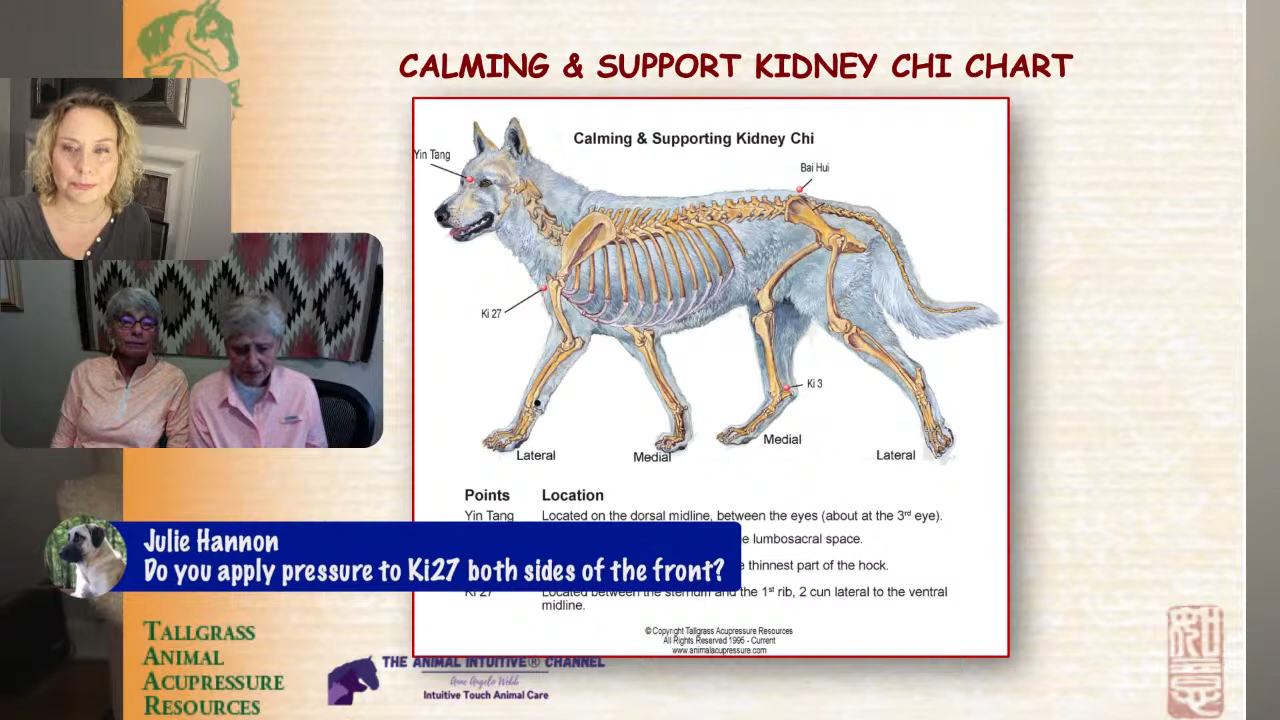 CALMING & SUPPORT KIDNEY CHI CHART
Calming & Supporting Kidney Chi
Yin Tang
Bai Hui
Ki 27
Ki 3
Lateral
Medial
Medial
Lateral
Points Location
Yin Tang Located on the dorsal midline, between the eyes (about at the 3rd eye).
lumbosacral space.
thinnest part of the hock.
Ki 27 Located between the sternum and the 1st rib, 2 cun lateral to the ventral
midline.
Julie Hannon
Do you apply pressure to Ki27 both sides of the front?
© Copyright Tallgrass Acupressure Resources
All Rights Reserved 1995 - Current
www.animalacupressure.com
TALLGRASS
ANIMAL
ACUPRESSURE
RESOURCES
THE ANIMAL INTUITIVE® CHANNEL
Anne Angelo Webb
Intuitive Touch Animal Care